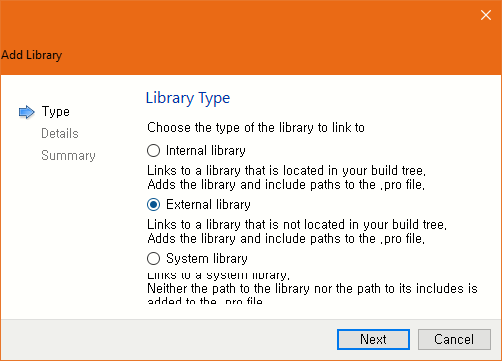 Add Library
Type
Details
Summary
Library Type
Choose the type of the library to link to
Internal library
Links to a library that is located in your build tree.
Adds the library and include paths to the .pro file.
External library
Links to a library that is not located in your build tree.
Adds the library and include paths to the .pro file.
System library
Links to a system library.
Neither the path to the library nor the path to its includes is
added to the .pro file.
Next
Cancel